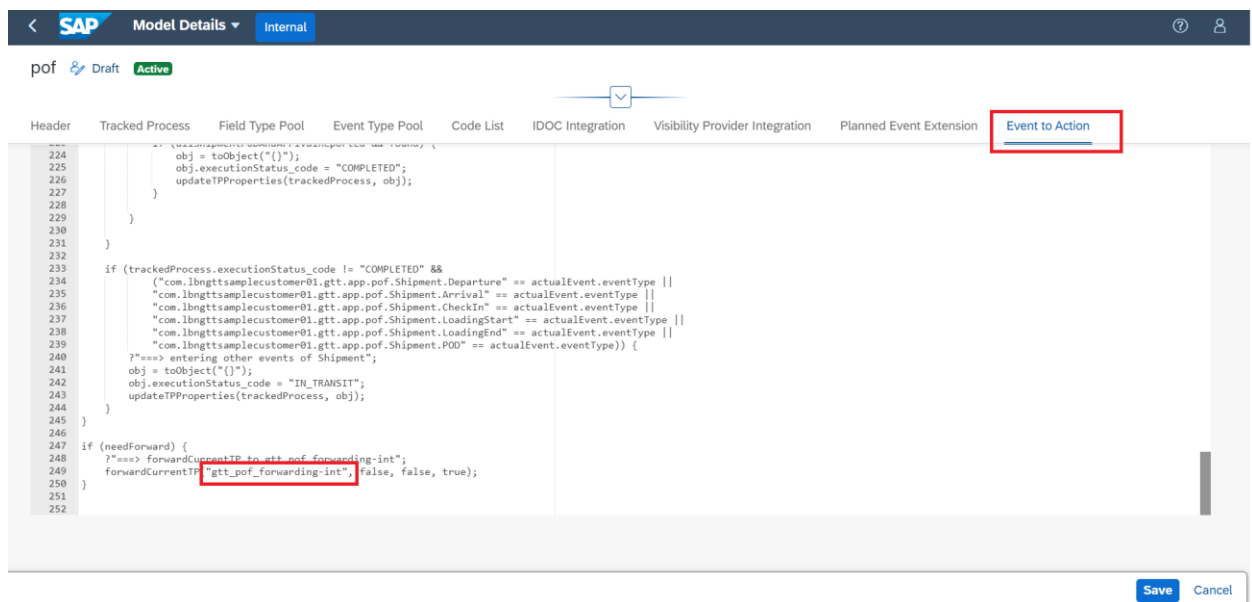 SAP Model Details Internal
pof Draft Active
Header Tracked Process Field Type Pool Event Type Pool Code List IDOC Integration Visibility Provider Integration Planned Event Extension Event to Action
224 obj = toObject("{}");
225 obj.executionStatus_code = "COMPLETED";
226 updateTPProperties(trackedProcess, obj);
227 }
228
229 }
230
231 }
232
233 if (trackedProcess.executionStatus_code != "COMPLETED" &&
234 ("com.lbngttsamplecustomer01.gtt.app.pof.Shipment.Departure" == actualEvent.eventType ||
235 "com.lbngttsamplecustomer01.gtt.app.pof.Shipment.Arrival" == actualEvent.eventType ||
236 "com.lbngttsamplecustomer01.gtt.app.pof.Shipment.CheckIn" == actualEvent.eventType ||
237 "com.lbngttsamplecustomer01.gtt.app.pof.Shipment.LoadingStart" == actualEvent.eventType ||
238 "com.lbngttsamplecustomer01.gtt.app.pof.Shipment.LoadingEnd" == actualEvent.eventType ||
239 "com.lbngttsamplecustomer01.gtt.app.pof.Shipment.POD" == actualEvent.eventType)) {
240 ?"===> entering other events of Shipment";
241 obj = toObject("{}");
242 obj.executionStatus_code = "IN_TRANSIT";
243 updateTPProperties(trackedProcess, obj);
244 }
245 }
246
247 if (needForward) {
248 ?"===> forwardCurrentTP to gtt_pof_forwarding-int";
249 forwardCurrentTP("gtt_pof_forwarding-int", false, false, true);
250 }
251
252
Save Cancel